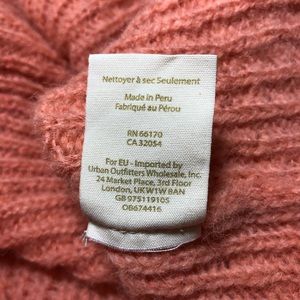 Nettoyer à sec Seulement
Made in Peru
Fabriqué au Pérou
RN 66170
CA 32054
For EU - Imported by
Urban Outfitters Wholesale, Inc.
24 Market Place, 3rd Floor
London, UKW1W 8AN
GB 975119105
OB674416